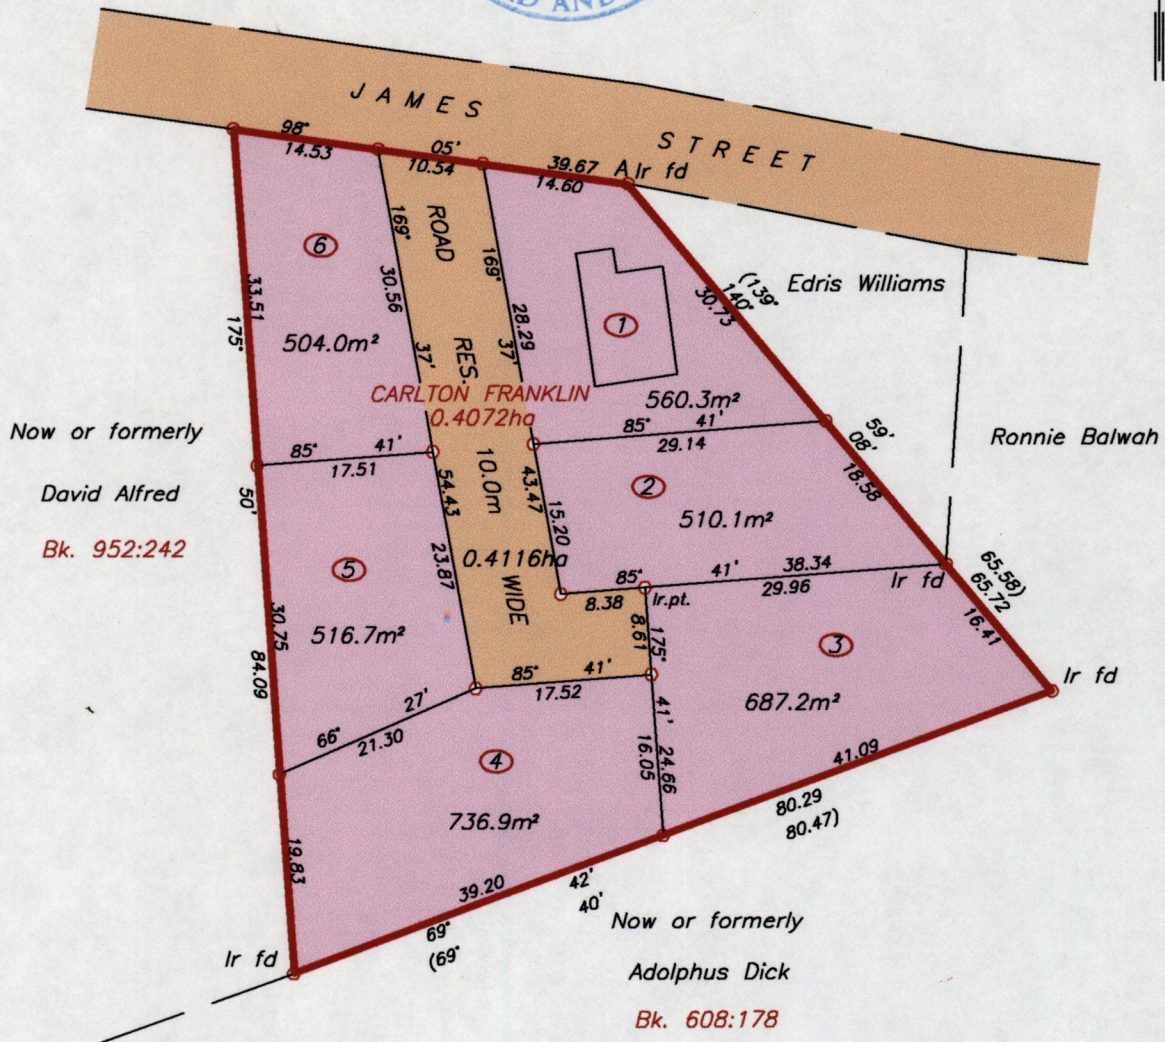 D AND
JAMES STREET
98° 05'
14.53
10.54
39.67
14.60
A Ir fd
6
504.0m²
33.51
175°
169° 37'
30.56
ROAD RES. 10.0m WIDE
169° 37'
28.29
1
560.3m²
(139° 59'
140° 08'
30.73
Edris Williams
CARLTON FRANKLIN
0.4072ha
85° 41'
17.51
85° 41'
29.14
Now or formerly
David Alfred
Bk. 952:242
Ronnie Balwah
50'
54.43
43.47
15.20
2
510.1m²
18.58
0.4116ha
5
516.7m²
23.87
30.75
84.09
85° 41'
8.38
38.34
29.96
Ir.pt.
Ir fd
65.58)
65.72
16.41
Ir fd
8.61
175° 41'
24.66
16.05
3
687.2m²
85° 41'
17.52
66° 27'
21.30
4
736.9m²
19.83
41.09
80.29
80.47)
39.20
69° 42'
(69° 40'
Ir fd
Now or formerly
Adolphus Dick
Bk. 608:178